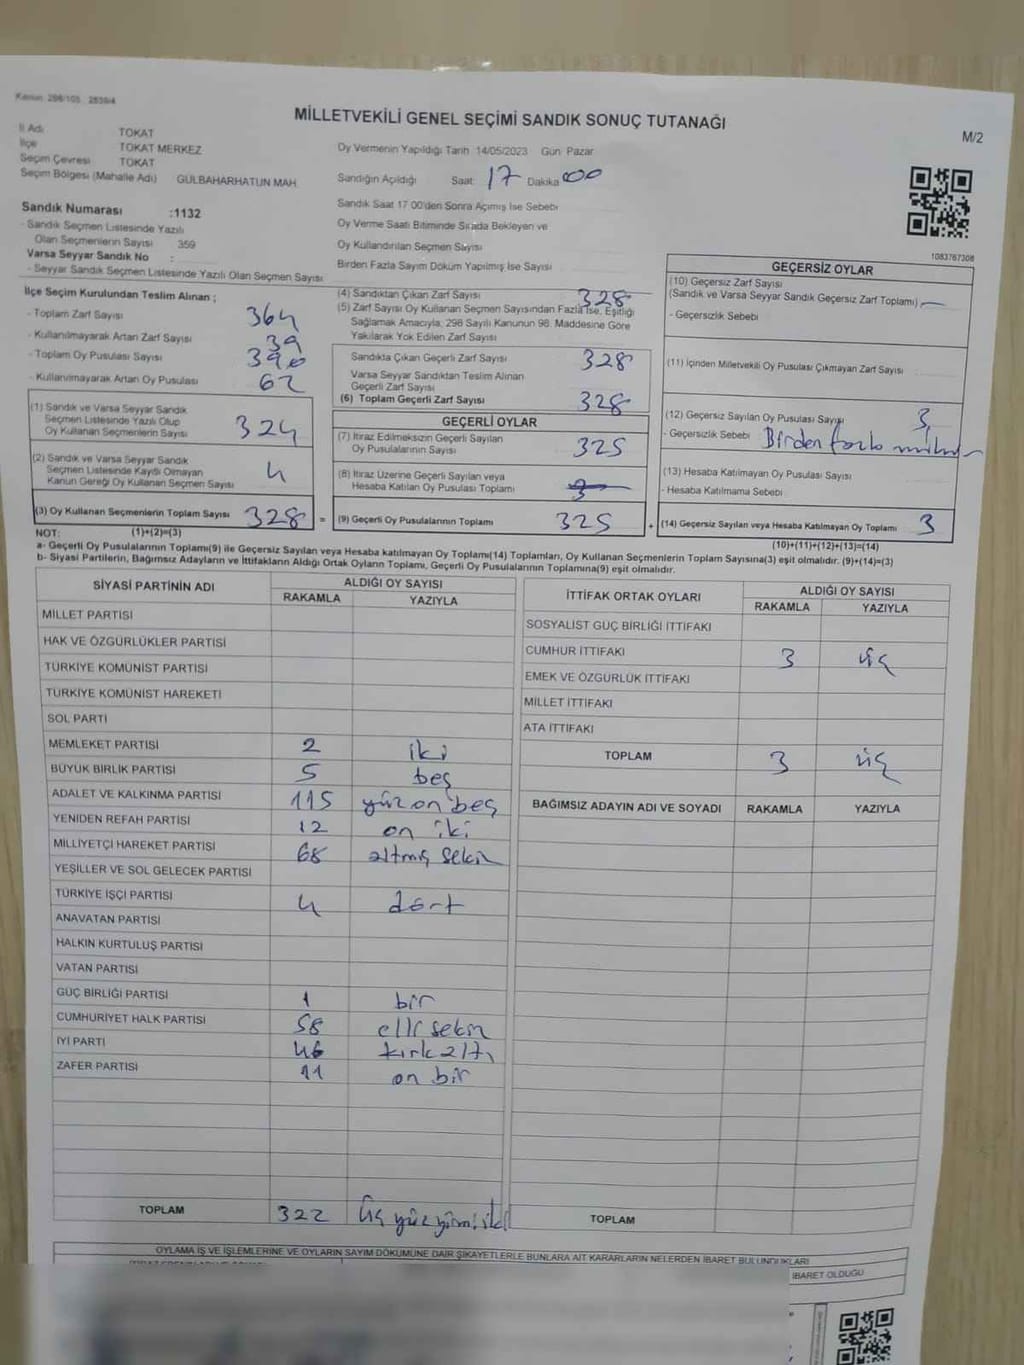 Kanun: 298/105 2839/4
MİLLETVEKİLİ GENEL SEÇİMİ SANDIK SONUÇ TUTANAĞI
M/2
İl Adı TOKAT
İlçe TOKAT MERKEZ
Seçim Çevresi TOKAT
Seçim Bölgesi (Mahalle Adı) GÜLBAHARHATUN MAH.
Sandık Numarası :1132
- Sandık Seçmen Listesinde Yazılı
Olan Seçmenlerin Sayısı 359
Varsa Seyyar Sandık No :
- Seyyar Sandık Seçmen Listesinde Yazılı Olan Seçmen Sayısı
Oy Vermenin Yapıldığı Tarih 14/05/2023 Gün: Pazar
Sandığın Açıldığı Saat: 17 Dakika 00
Sandık Saat 17:00'den Sonra Açılmış İse Sebebi
Oy Verme Saati Bitiminde Sırada Bekleyen ve
Oy Kullandırılan Seçmen Sayısı
Birden Fazla Sayım Döküm Yapılmış İse Sayısı
1083767308
İlçe Seçim Kurulundan Teslim Alınan ;
- Toplam Zarf Sayısı 364
- Kullanılmayarak Artan Zarf Sayısı 39
- Toplam Oy Pusulası Sayısı 390
- Kullanılmayarak Artan Oy Pusulası 62
(1) Sandık ve Varsa Seyyar Sandık
Seçmen Listesinde Yazılı Olup
Oy Kullanan Seçmenlerin Sayısı 324
(2) Sandık ve Varsa Seyyar Sandık
Seçmen Listesinde Kaydı Olmayan
Kanun Gereği Oy Kullanan Seçmen Sayısı 4
(3) Oy Kullanan Seçmenlerin Toplam Sayısı 328 =
(1)+(2)=(3)
(4) Sandıktan Çıkan Zarf Sayısı 328
(5) Zarf Sayısı Oy Kullanan Seçmen Sayısından Fazla İse, Eşitliği
Sağlamak Amacıyla, 298 Sayılı Kanunun 98. Maddesine Göre
Yakılarak Yok Edilen Zarf Sayısı
Sandıkta Çıkan Geçerli Zarf Sayısı 328
Varsa Seyyar Sandıktan Teslim Alınan
Geçerli Zarf Sayısı
(6) Toplam Geçerli Zarf Sayısı 328
GEÇERLİ OYLAR
(7) İtiraz Edilmeksizin Geçerli Sayılan
Oy Pusulalarının Sayısı 325
(8) İtiraz Üzerine Geçerli Sayılan veya
Hesaba Katılan Oy Pusulası Toplamı
(9) Geçerli Oy Pusulalarının Toplamı 325 +
GEÇERSİZ OYLAR
(10) Geçersiz Zarf Sayısı
(Sandık ve Varsa Seyyar Sandık Geçersiz Zarf Toplamı)
- Geçersizlik Sebebi
(11) İçinden Milletvekili Oy Pusulası Çıkmayan Zarf Sayısı
(12) Geçersiz Sayılan Oy Pusulası Sayısı 3
- Geçersizlik Sebebi Birden fazla
(13) Hesaba Katılmayan Oy Pusulası Sayısı
- Hesaba Katılmama Sebebi
(14) Geçersiz Sayılan veya Hesaba Katılmayan Oy Toplamı 3
(10)+(11)+(12)+(13)=(14)
NOT:
a- Geçerli Oy Pusulalarının Toplamı(9) ile Geçersiz Sayılan veya Hesaba katılmayan Oy Toplamı(14) Toplamları, Oy Kullanan Seçmenlerin Toplam Sayısına(3) eşit olmalıdır. (9)+(14)=(3)
b- Siyasi Partilerin, Bağımsız Adayların ve İttifakların Aldığı Ortak Oyların Toplamı, Geçerli Oy Pusulalarının Toplamına(9) eşit olmalıdır.
SİYASİ PARTİNİN ADI ALDIĞI OY SAYISI
RAKAMLA YAZIYLA
MİLLET PARTİSİ
HAK VE ÖZGÜRLÜKLER PARTİSİ
TÜRKİYE KOMÜNİST PARTİSİ
TÜRKİYE KOMÜNİST HAREKETİ
SOL PARTİ
MEMLEKET PARTİSİ 2 iki
BÜYÜK BİRLİK PARTİSİ 5 beş
ADALET VE KALKINMA PARTİSİ 115 yüz on beş
YENİDEN REFAH PARTİSİ 12 on iki
MİLLİYETÇİ HAREKET PARTİSİ 68 altmış sekiz
YEŞİLLER VE SOL GELECEK PARTİSİ
TÜRKİYE İŞÇİ PARTİSİ 4 dört
ANAVATAN PARTİSİ
HALKIN KURTULUŞ PARTİSİ
VATAN PARTİSİ
GÜÇ BİRLİĞİ PARTİSİ 1 bir
CUMHURİYET HALK PARTİSİ 58 elli sekiz
İYİ PARTİ 46 kırk altı
ZAFER PARTİSİ 11 on bir
TOPLAM 322 üç yüz yirmi iki
İTTİFAK ORTAK OYLARI ALDIĞI OY SAYISI
RAKAMLA YAZIYLA
SOSYALİST GÜÇ BİRLİĞİ İTTİFAKI
CUMHUR İTTİFAKI 3 üç
EMEK VE ÖZGÜRLÜK İTTİFAKI
MİLLET İTTİFAKI
ATA İTTİFAKI
TOPLAM 3 üç
BAĞIMSIZ ADAYIN ADI VE SOYADI RAKAMLA YAZIYLA
TOPLAM
OYLAMA İŞ VE İŞLEMLERİNE VE OYLARIN SAYIM DÖKÜMÜNE DAİR ŞİKAYETLERLE BUNLARA AİT KARARLARIN NELERDEN İBARET BULUNDUKLARI
İBARET OLDUĞU